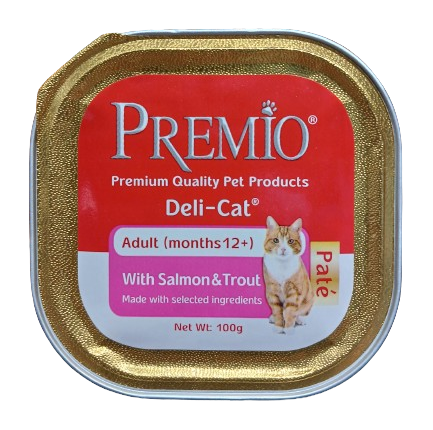 PREMIO®
Premium Quality Pet Products
Deli-Cat®
Adult (months12+)
With Salmon&Trout
Made with selected ingredients
Paté
Net Wt: 100g